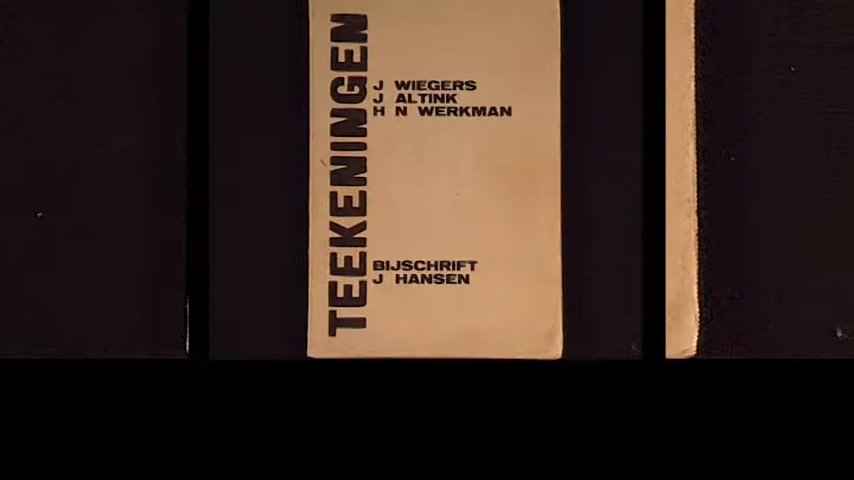 TEEKENINGEN
J WIEGERS
J ALTINK
H N WERKMAN
BIJSCHRIFT
J HANSEN